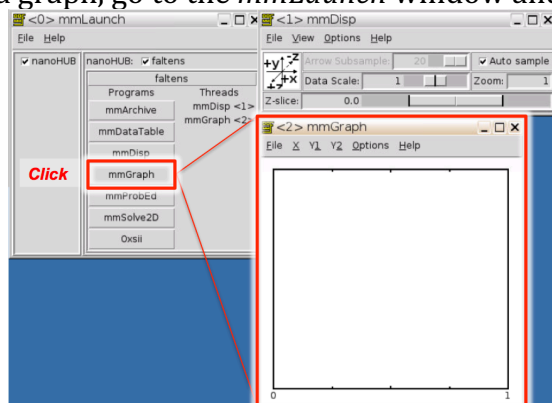 a graph, go to the mmLaunch window and
<0> mmLaunch
File Help
nanoHUB
nanoHUB: faltens
faltens
Programs
Threads
mmArchive
mmDisp <1>
mmDataTable
mmGraph <2>
mmDisp
Click
mmGraph
mmProbEd
mmSolve2D
Oxsii
<1> mmDisp
File View Options Help
+y -z +x +z
Arrow Subsample: 20
Auto sample
Data Scale: 1
Zoom: 1
Z-slice: 0.0
<2> mmGraph
File X Y1 Y2 Options Help
0 1